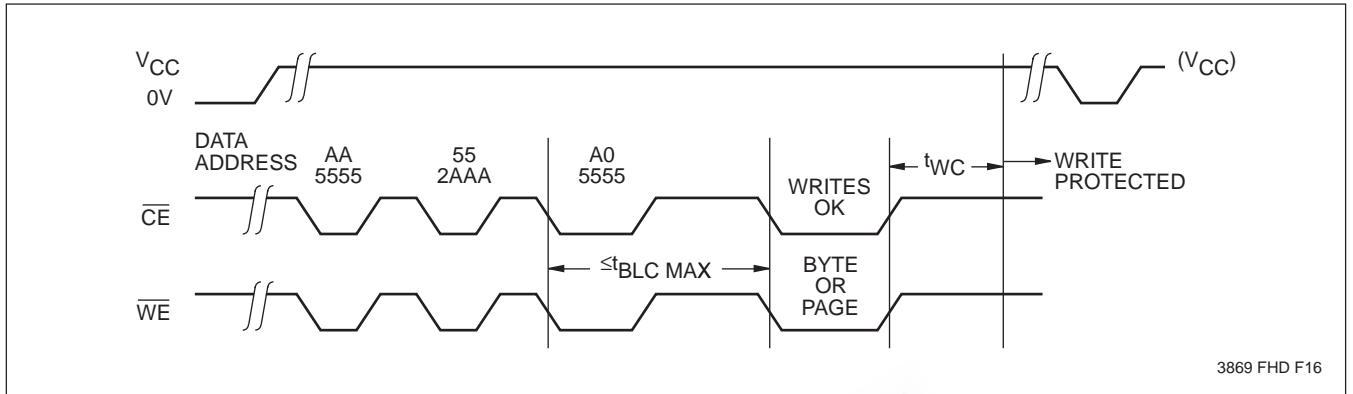 VCC
(VCC)
0V
DATA
ADDRESS
AA
5555
55
2AAA
A0
5555
WRITES
OK
tWC
WRITE
PROTECTED
CE
≤tBLC MAX
BYTE
OR
PAGE
WE
3869 FHD F16